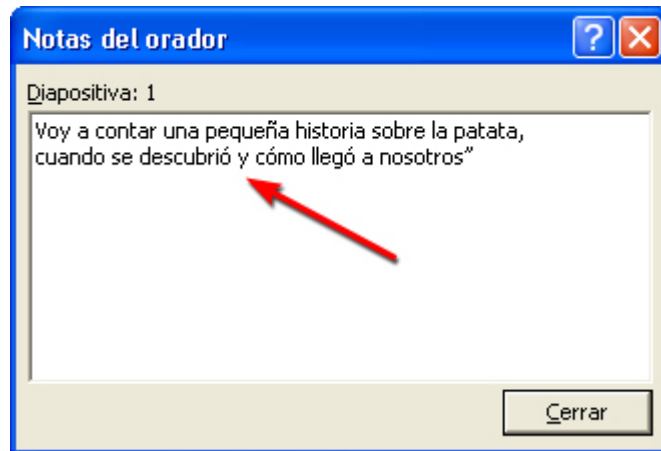 Notas del orador
?
Diapositiva: 1
Voy a contar una pequeña historia sobre la patata,
cuando se descubrió y cómo llegó a nosotros”
Cerrar